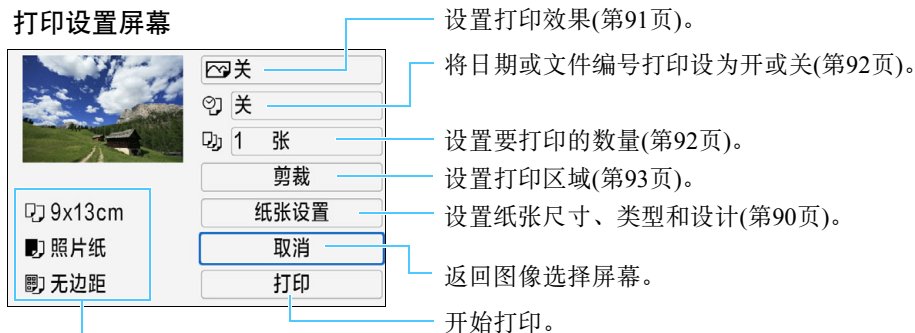 打印设置屏幕
关
关
1 张
剪裁
9x13cm
纸张设置
照片纸
取消
无边距
打印
设置打印效果(第91页)。
将日期或文件编号打印设为开或关(第92页)。
设置要打印的数量(第92页)。
设置打印区域(第93页)。
设置纸张尺寸、类型和设计(第90页)。
返回图像选择屏幕。
开始打印。